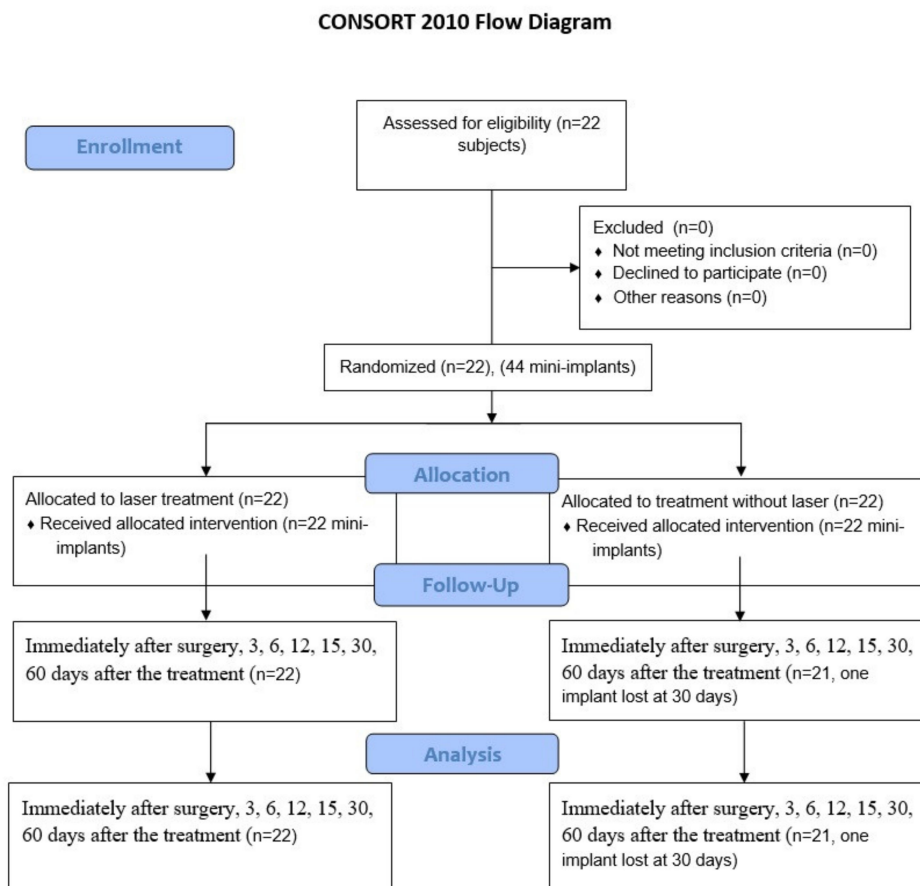 CONSORT 2010 Flow Diagram
Enrollment
Assessed for eligibility (n=22
subjects)
Excluded (n=0)
♦ Not meeting inclusion criteria (n=0)
♦ Declined to participate (n=0)
♦ Other reasons (n=0)
Randomized (n=22), (44 mini-implants)
Allocation
Allocated to laser treatment (n=22)
♦ Received allocated intervention (n=22 mini-
implants)
Allocated to treatment without laser (n=22)
♦ Received allocated intervention (n=22 mini-
implants)
Follow-Up
Immediately after surgery, 3, 6, 12, 15, 30,
60 days after the treatment (n=22)
Immediately after surgery, 3, 6, 12, 15, 30,
60 days after the treatment (n=21, one
implant lost at 30 days)
Analysis
Immediately after surgery, 3, 6, 12, 15, 30,
60 days after the treatment (n=22)
Immediately after surgery, 3, 6, 12, 15, 30,
60 days after the treatment (n=21, one
implant lost at 30 days)